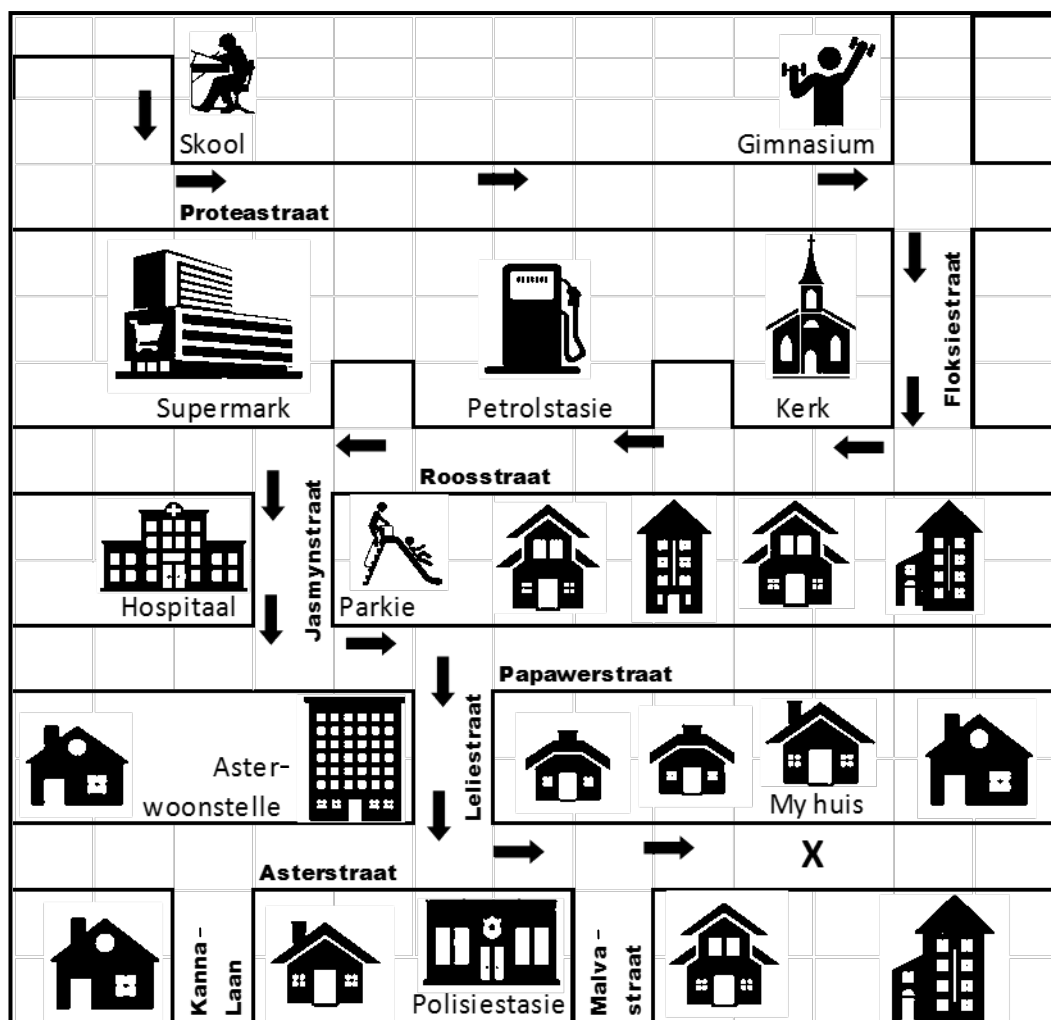 Skool
Gimnasium
Proteastraat
Floksiestraat
Supermark
Petrolstasie
Kerk
Roosstraat
Jasmynstraat
Hospitaal
Parkie
Papawerstraat
Leliestraat
Aster-
woonstelle
My huis
X
Asterstraat
Kanna-
Laan
Polisiestasie
Malva-
straat